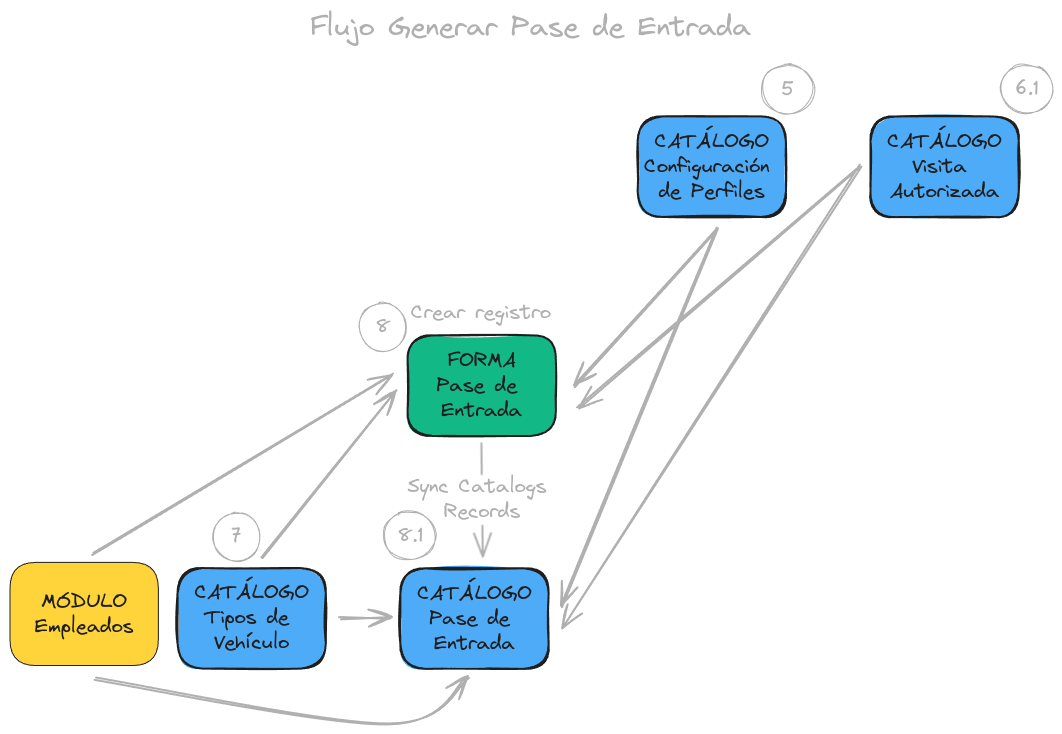 Flujo Generar Pase de Entrada
5
6.1
CATÁLOGO
Configuración
de Perfiles
CATÁLOGO
Visita
Autorizada
8
Crear registro
FORMA
Pase de
Entrada
Sync Catalogs
Records
7
8.1
MÓDULO
Empleados
CATÁLOGO
Tipos de
Vehículo
CATÁLOGO
Pase de
Entrada